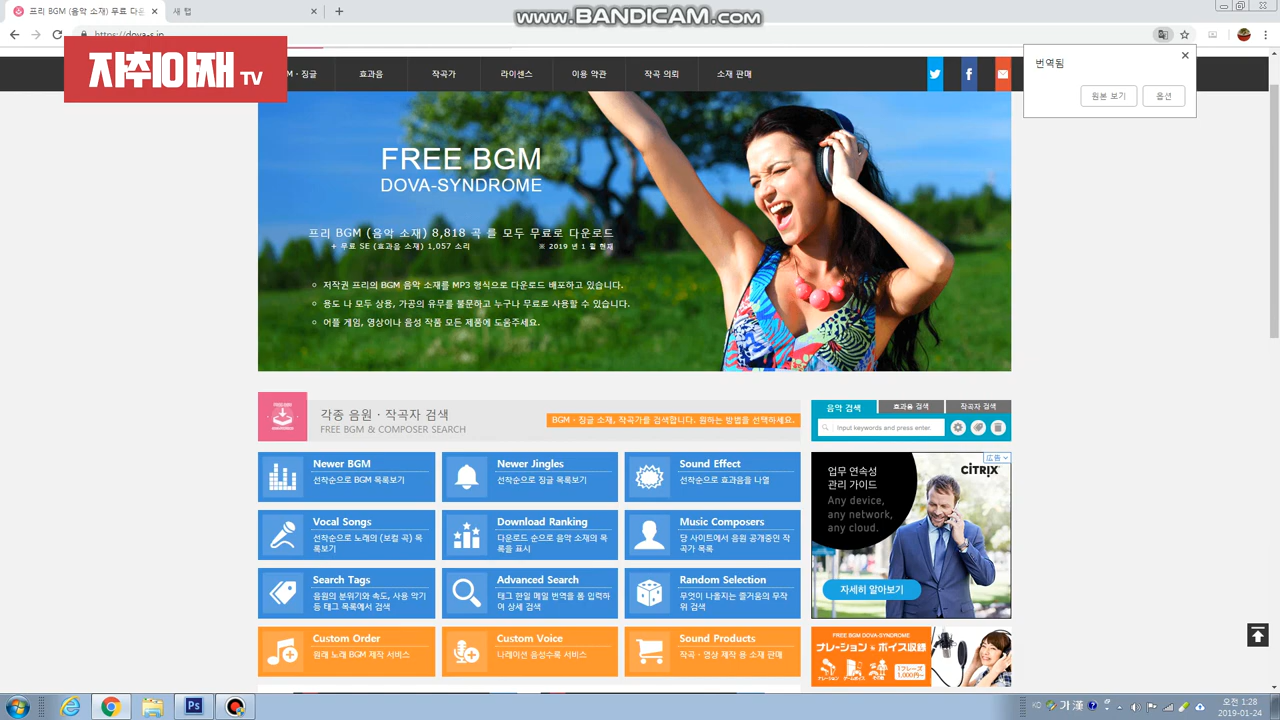 프리 BGM (음악 소재) 무료 다운
새 탭
www.BANDICAM.com
https://dova-s.jp
자취아재 TV
M · 징글
효과음
작곡가
라이센스
이용 약관
작곡 의뢰
소재 판매
번역됨
원본 보기
옵션
FREE BGM
DOVA-SYNDROME
프리 BGM (음악 소재) 8,818 곡 를 모두 무료로 다운로드
+ 무료 SE (효과음 소재) 1,057 소리
※ 2019 년 1 월 현재
저작권 프리의 BGM 음악 소재를 MP3 형식으로 다운로드 배포하고 있습니다.
용도 나 모두 상용, 가공의 유무를 불문하고 누구나 무료로 사용할 수 있습니다.
어플 게임, 영상이나 음성 작품 모든 제품에 도움주세요.
각종 음원 · 작곡자 검색
FREE BGM & COMPOSER SEARCH
BGM · 징글 소재, 작곡가를 검색합니다. 원하는 방법을 선택하세요.
음악 검색
효과음 검색
작곡자 검색
Input keywords and press enter.
Newer BGM
선착순으로 BGM 목록보기
Newer Jingles
선착순으로 징글 목록보기
Sound Effect
선착순으로 효과음을 나열
Vocal Songs
선착순으로 노래의 (보컬 곡) 목
록보기
Download Ranking
다운로드 순으로 음악 소재의 목
록을 표시
Music Composers
당 사이트에서 음원 공개중인 작
곡가 목록
Search Tags
음원의 분위기와 속도, 사용 악기
등 태그 목록에서 검색
Advanced Search
태그 한일 메일 번역을 폼 입력하
여 상세 검색
Random Selection
무엇이 나올지는 즐거움의 무작
위 검색
Custom Order
원래 노래 BGM 제작 서비스
Custom Voice
나레이션 음성수록 서비스
Sound Products
작곡 · 영상 제작 용 소재 판매
広告
CITRIX
업무 연속성
관리 가이드
Any device,
any network,
any cloud.
자세히 알아보기
FREE BGM DOVA-SYNDROME
ナレーション & ボイス収録
ナレーション
ゲームボイス
その他
1フレーズ
1,000円~
Ps
KO
가 漢
오전 1:28
2019-01-24